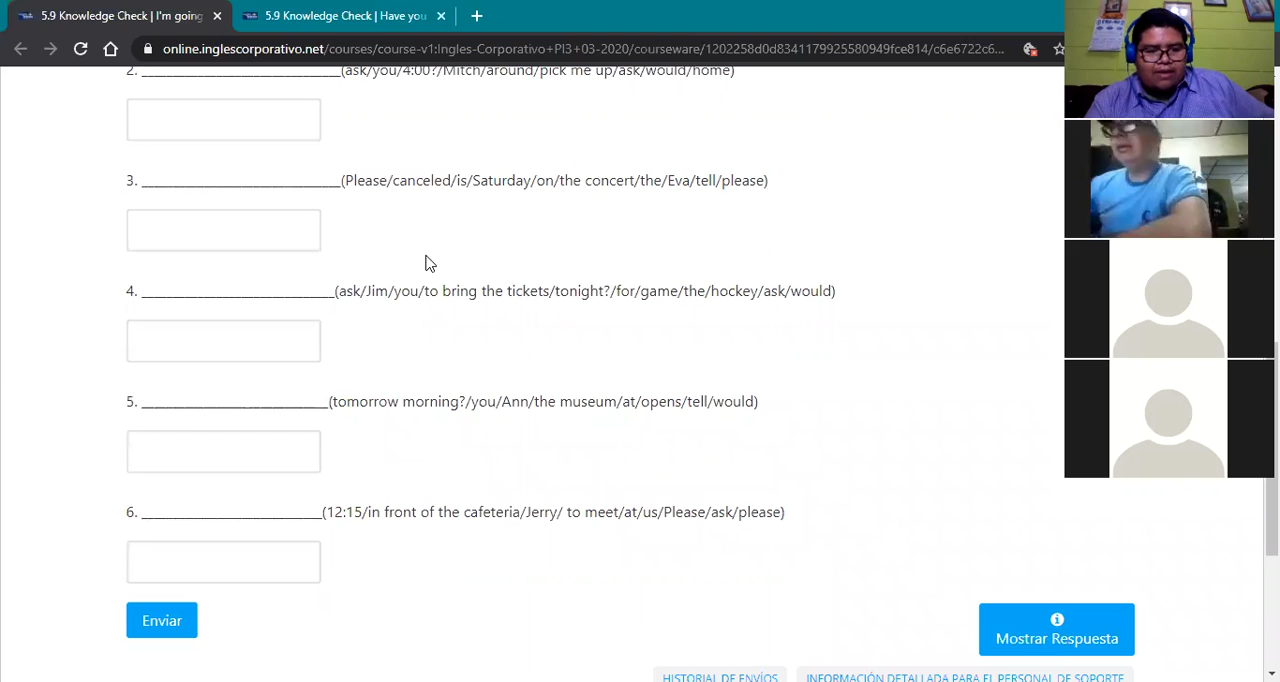 5.9 Knowledge Check | I'm going
5.9 Knowledge Check | Have you
online.inglescorporativo.net/courses/course-v1:Ingles-Corporativo+PI3+03-2020/courseware/1202258d0d8341179925580949fce814/c6e6722c6...
2. ____________________________(ask/you/4:00?/Mitch/around/pick me up/ask/would/home)
3. ____________________________(Please/canceled/is/Saturday/on/the concert/the/Eva/tell/please)
4. ___________________________(ask/Jim/you/to bring the tickets/tonight?/for/game/the/hockey/ask/would)
5. __________________________(tomorrow morning?/you/Ann/the museum/at/opens/tell/would)
6. _________________________(12:15/in front of the cafeteria/Jerry/ to meet/at/us/Please/ask/please)
Enviar
Mostrar Respuesta
HISTORIAL DE ENVÍOS
INFORMACIÓN DETALLADA PARA EL PERSONAL DE SOPORTE